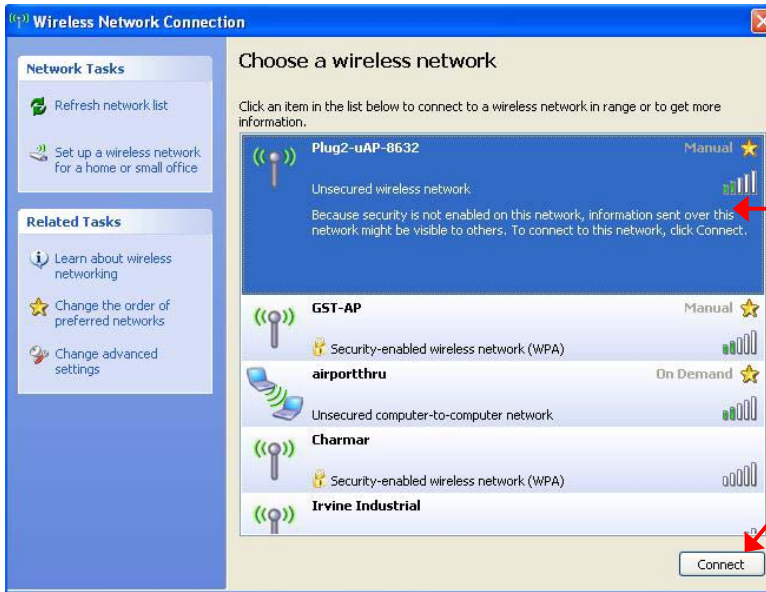 Wireless Network Connection
Network Tasks
Refresh network list
Set up a wireless network
for a home or small office
Related Tasks
Learn about wireless
networking
Change the order of
preferred networks
Change advanced
settings
Choose a wireless network
Click an item in the list below to connect to a wireless network in range or to get more
information.
Plug2-uAP-8632 Manual
Unsecured wireless network
Because security is not enabled on this network, information sent over this
network might be visible to others. To connect to this network, click Connect.
GST-AP Manual
Security-enabled wireless network (WPA)
airportthru On Demand
Unsecured computer-to-computer network
Charmar
Security-enabled wireless network (WPA)
Irvine Industrial
Connect